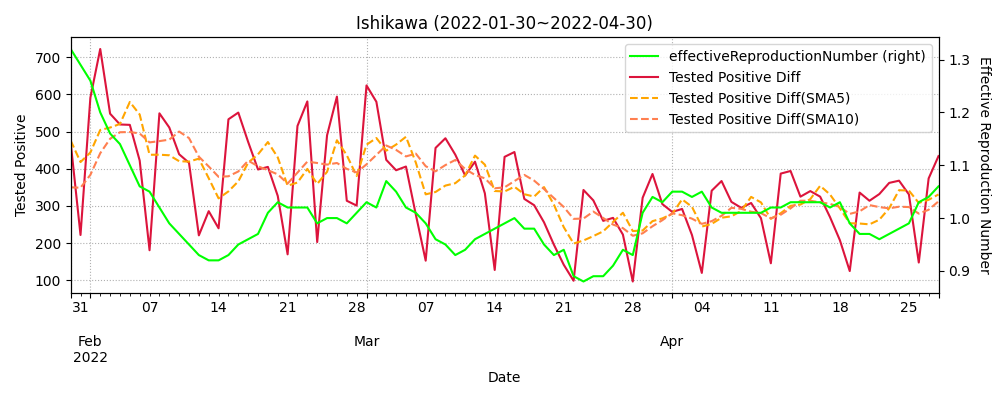 Ishikawa (2022-01-30~2022-04-30)
effectiveReproductionNumber (right)
Tested Positive Diff
Tested Positive Diff(SMA5)
Tested Positive Diff(SMA10)
Tested Positive
700
600
500
400
300
200
100
Effective Reproduction Number
1.3
1.2
1.1
1.0
0.9
31 07 14 21 28 07 14 21 28 04 11 18 25
Feb Mar Apr
2022
Date